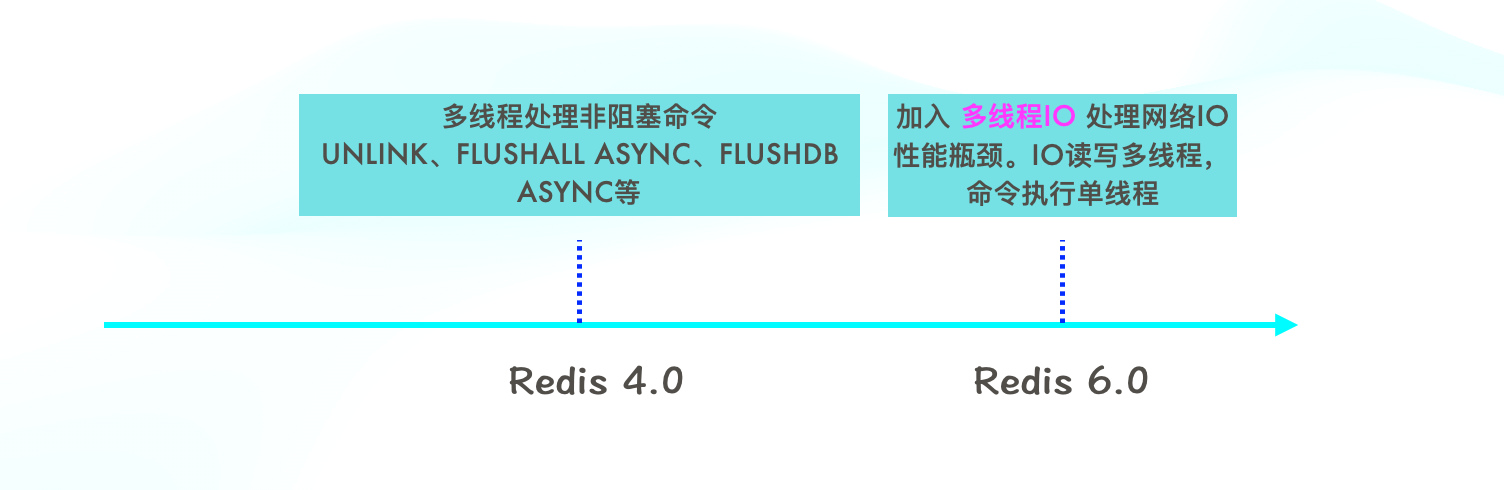 多线程处理非阻塞命令
UNLINK、FLUSHALL ASYNC、FLUSHDB
ASYNC等
加入 多线程IO 处理网络IO
性能瓶颈。IO读写多线程，
命令执行单线程
Redis 4.0
Redis 6.0